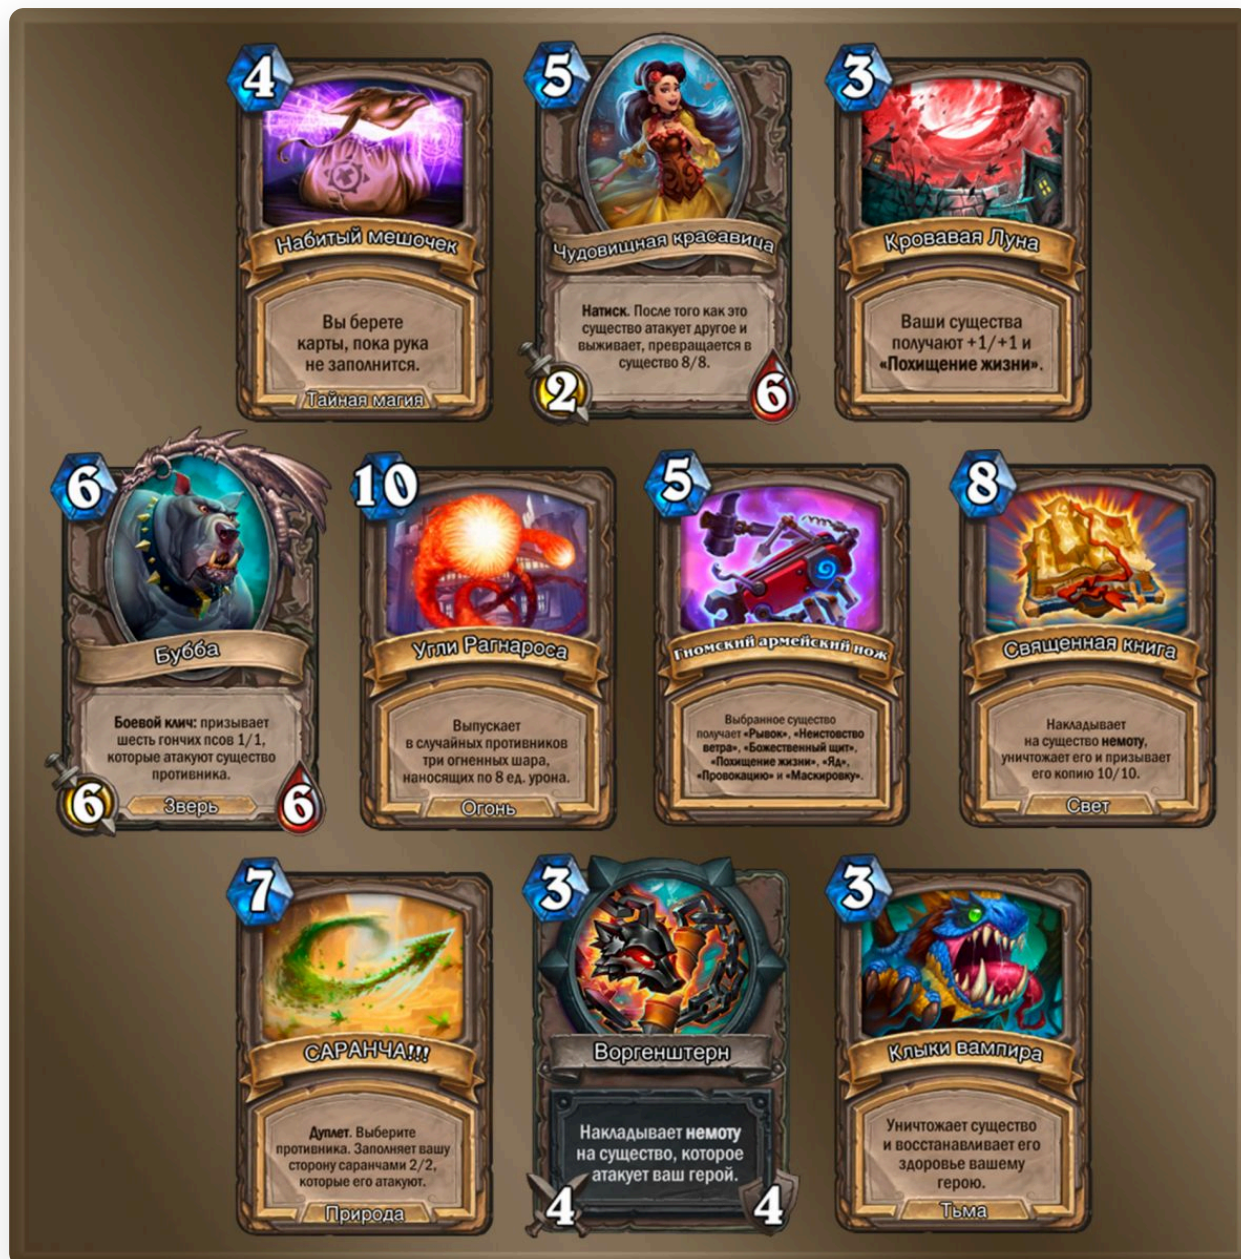 4
Набитый мешочек
Вы берете
карты, пока рука
не заполнится.
Тайная магия
5
Чудовищная красавица
Натиск. После того как это
существо атакует другое и
выживает, превращается в
существо 8/8.
2
6
3
Кровавая Луна
Ваши существа
получают +1/+1 и
«Похищение жизни».
6
Бубба
Боевой клич: призывает
шесть гончих псов 1/1,
которые атакуют существо
противника.
6
Зверь
6
10
Угли Рагнароса
Выпускает
в случайных противников
три огненных шара,
наносящих по 8 ед. урона.
Огонь
5
Гномский армейский нож
Выбранное существо
получает «Рывок», «Неистовство
ветра», «Божественный щит»,
«Похищение жизни», «Яд»,
«Провокацию» и «Маскировку».
8
Священная книга
Накладывает
на существо немоту,
уничтожает его и призывает
его копию 10/10.
Свет
7
САРАНЧА!!!
Дуплет. Выберите
противника. Заполняет вашу
сторону саранчами 2/2,
которые его атакуют.
Природа
3
Воргенштерн
Накладывает немоту
на существо, которое
атакует ваш герой.
4
4
3
Клыки вампира
Уничтожает существо
и восстанавливает его
здоровье вашему
герою.
Тьма